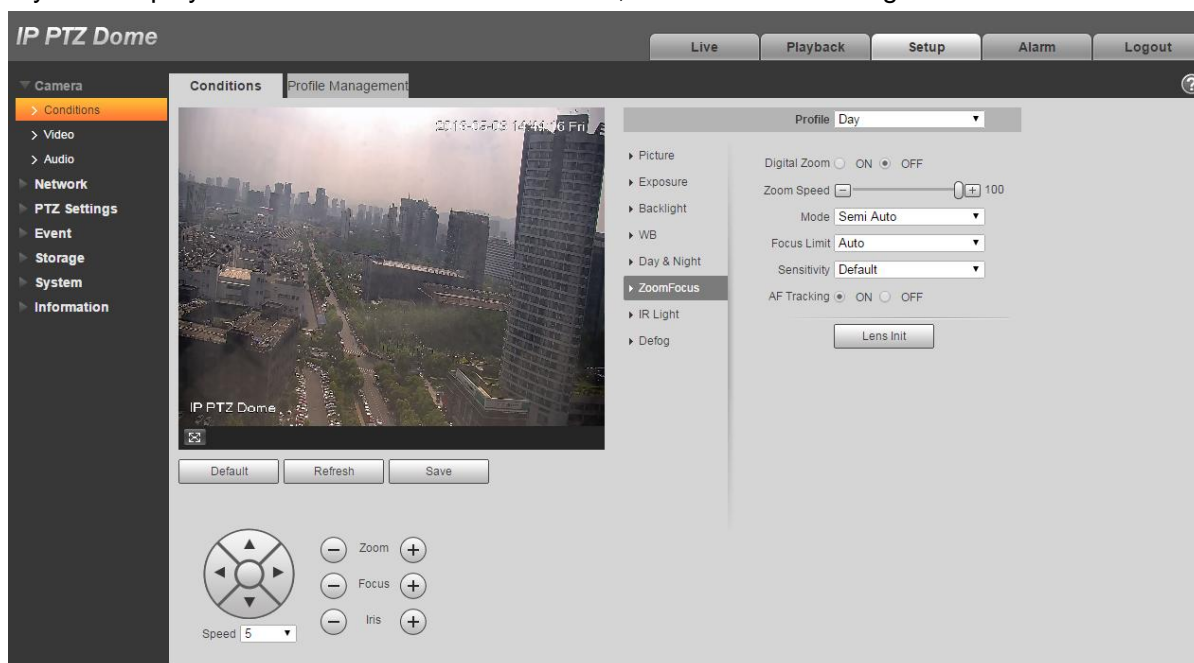 IP PTZ Dome
Live Playback Setup Alarm Logout
Camera
Conditions
Video
Audio
Network
PTZ Settings
Event
Storage
System
Information
Conditions Profile Management
Fri
IP PTZ Dome
Default Refresh Save
Zoom
Focus
Iris
Speed 5
Profile Day
Picture
Exposure
Backlight
WB
Day & Night
ZoomFocus
IR Light
Defog
Digital Zoom ON OFF
Zoom Speed 100
Mode Semi Auto
Focus Limit Auto
Sensitivity Default
AF Tracking ON OFF
Lens Init